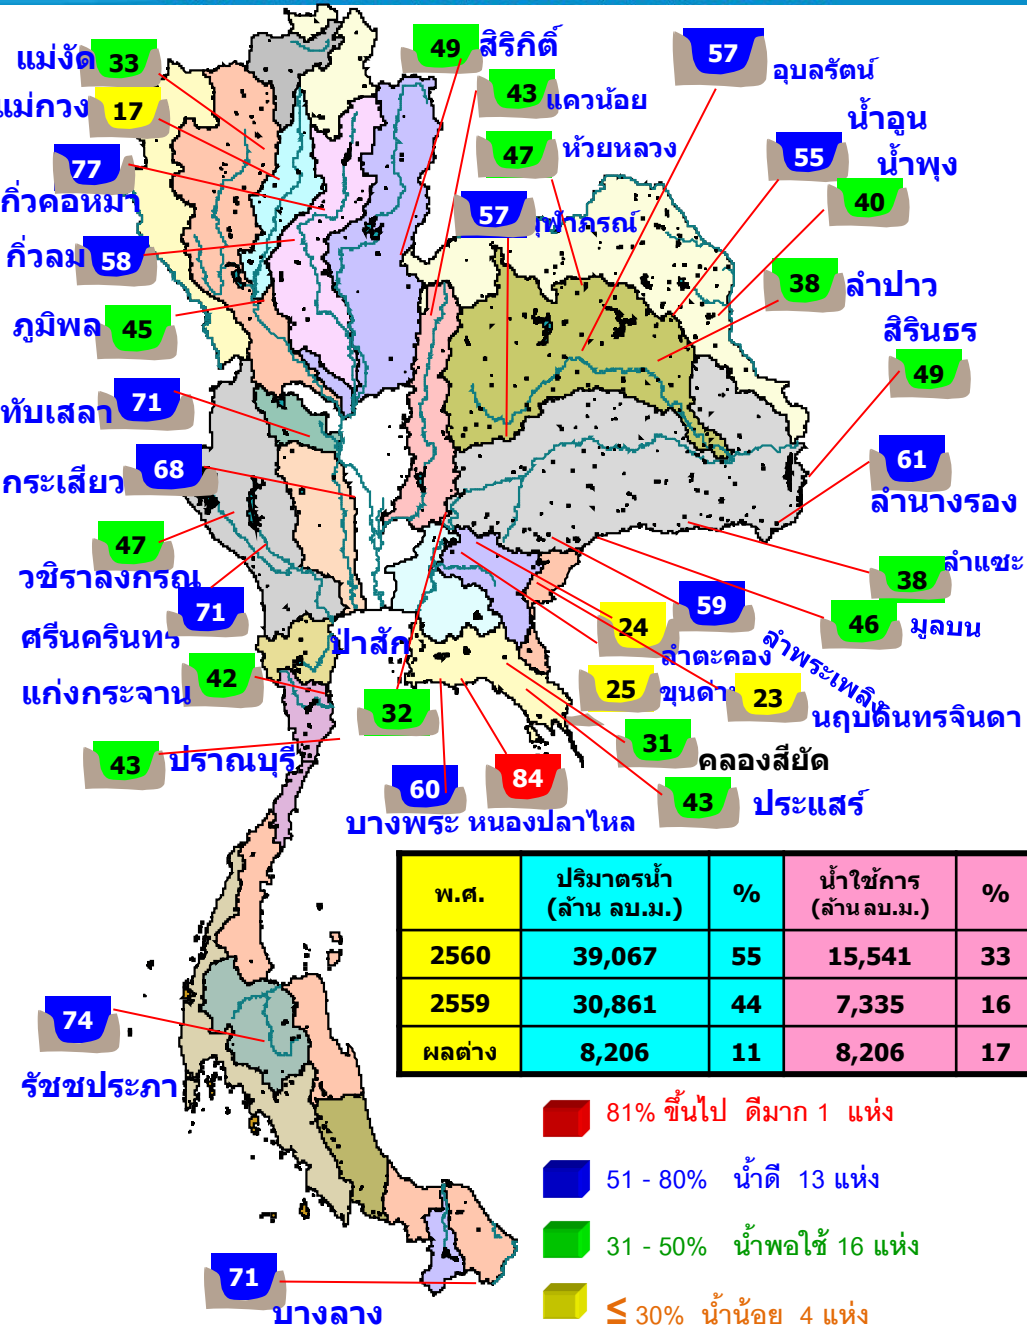 แม่งัด 33
แม่กวง 17
77
กิ่วคอหมา
กิ่วลม 58
ภูมิพล 45
ทับเสลา 71
กระเสียว 68
47
วชิราลงกรณ
71
ศรีนครินทร์
แก่งกระจาน 42
43 ปราณบุรี
74
รัชชประภา
71
บางลาง
49 สิริกิติ์
43 แควน้อย
47 ห้วยหลวง
57
57 อุบลรัตน์
น้ำอูน
55
น้ำพุง
40
38 ลำปาว
สิรินธร
49
61
ลำนางรอง
ลำแชะ
38
46 มูลบน
59
ลำพระเพลิง
24
ลำตะคอง
25
23
นฤบดินทรจินดา
ป่าสัก
32
31
คลองสียัด
43 ประแสร์
60
บางพระ
84
หนองปลาไหล
พ.ศ. ปริมาตรน้ำ (ล้าน ลบ.ม.) % น้ำใช้การ (ล้าน ลบ.ม.) %
2560 39,067 55 15,541 33
2559 30,861 44 7,335 16
ผลต่าง 8,206 11 8,206 17
81% ขึ้นไป ดีมาก 1 แห่ง
51 - 80% น้ำดี 13 แห่ง
31 - 50% น้ำพอใช้ 16 แห่ง
≤ 30% น้ำน้อย 4 แห่ง